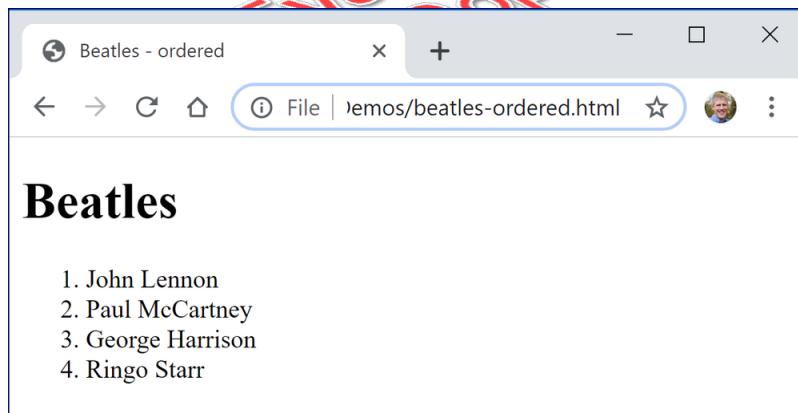 Beatles - ordered
File | Demos/beatles-ordered.html
Beatles
1. John Lennon
2. Paul McCartney
3. George Harrison
4. Ringo Starr